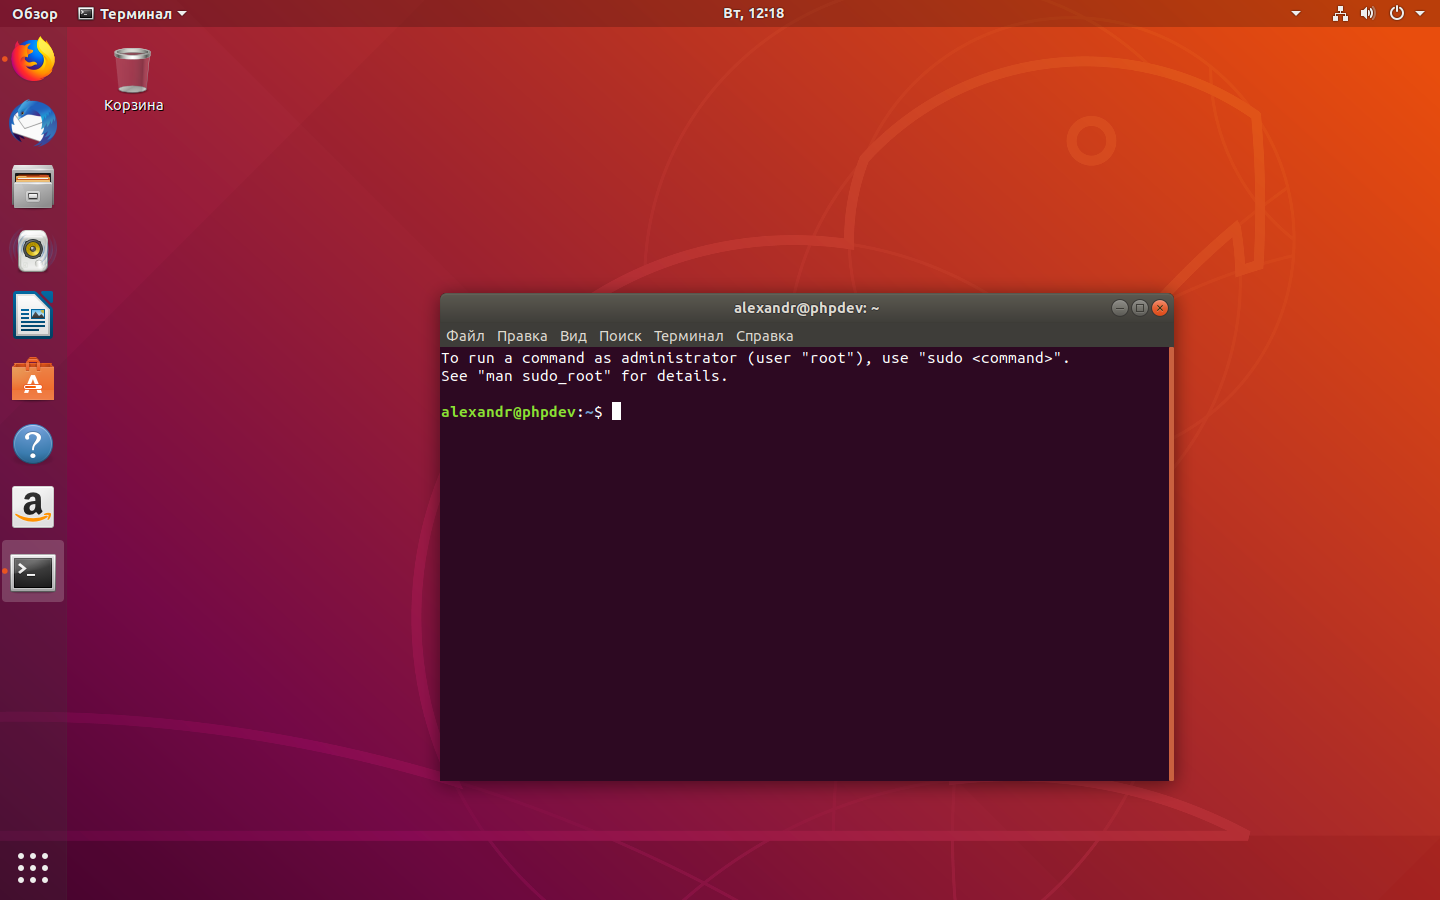 Обзор Терминал Вт, 12:18
Корзина
alexandr@phpdev: ~
Файл Правка Вид Поиск Терминал Справка
To run a command as administrator (user "root"), use "sudo <command>".
See "man sudo_root" for details.
alexandr@phpdev:~$